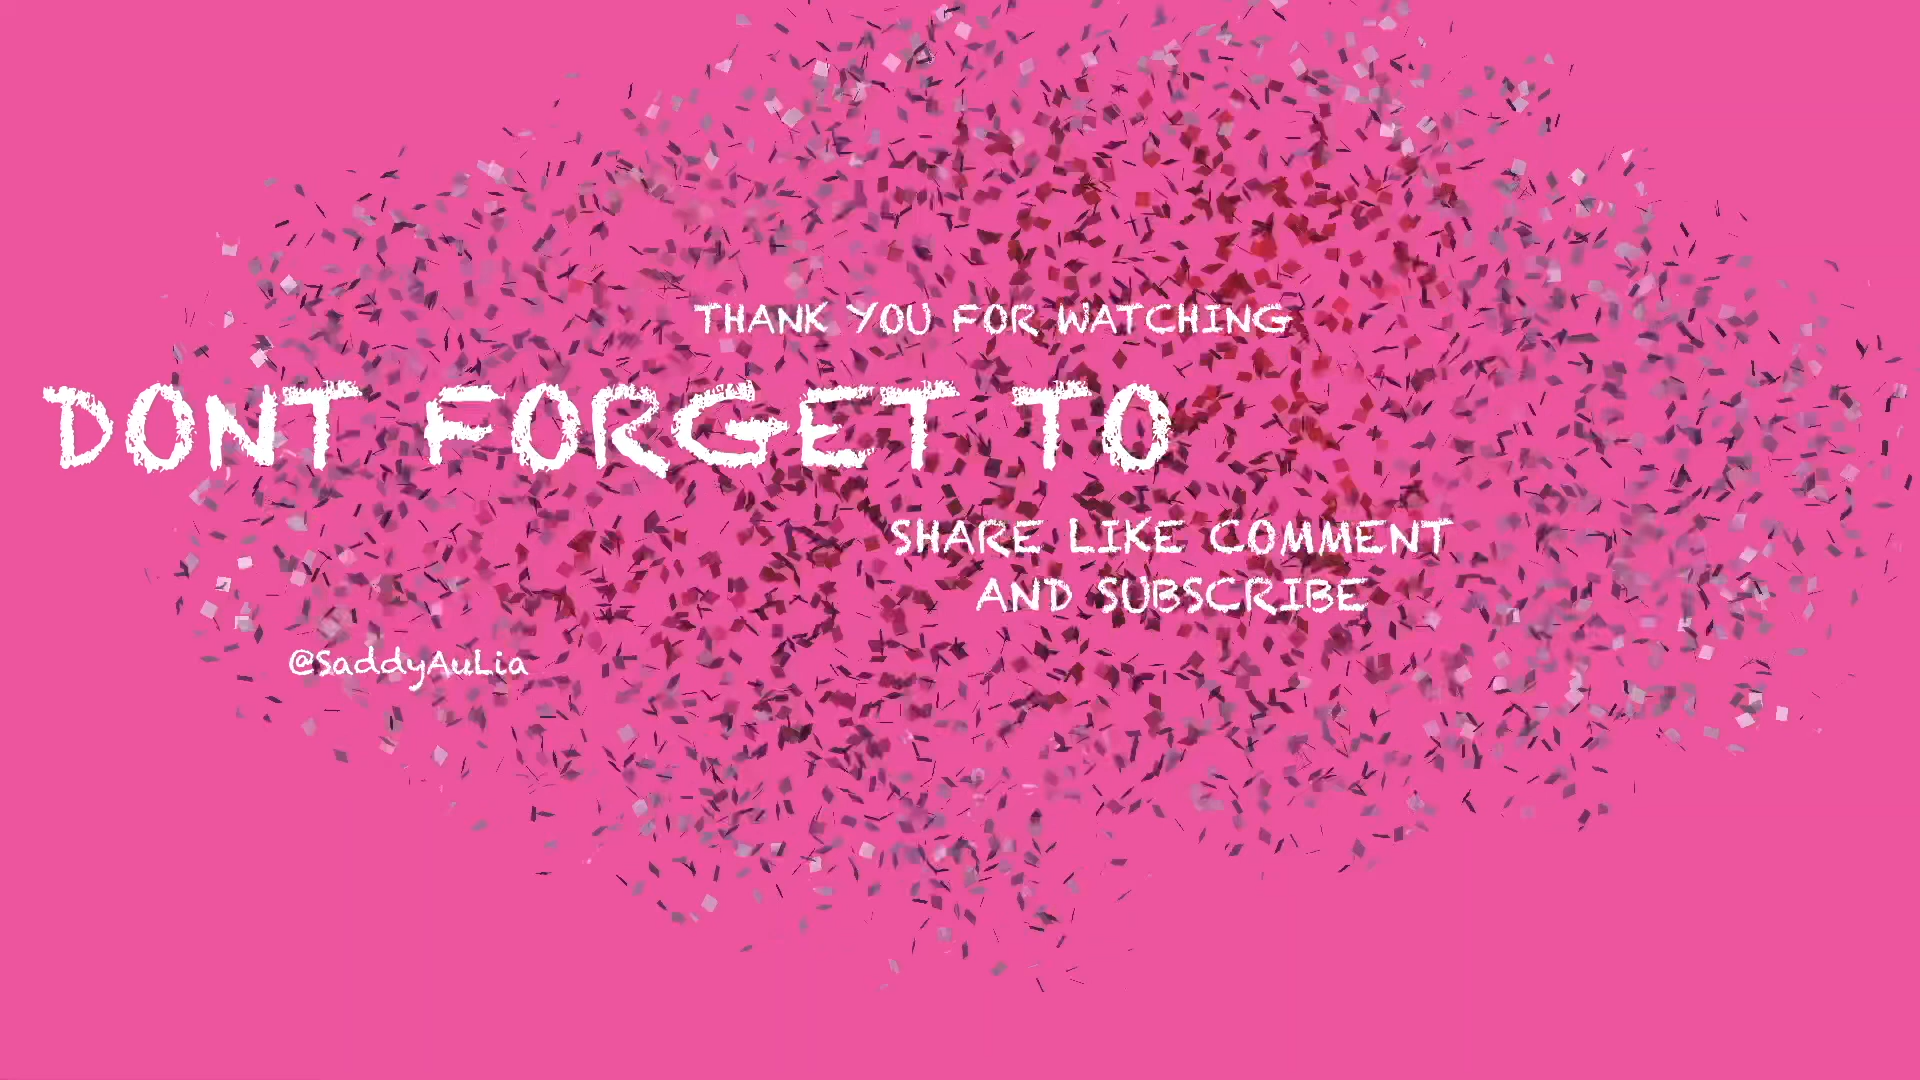 THANK YOU FOR WATCHING
DONT FORGET TO
SHARE LIKE COMMENT
AND SUBSCRIBE
@SaddyAuLia